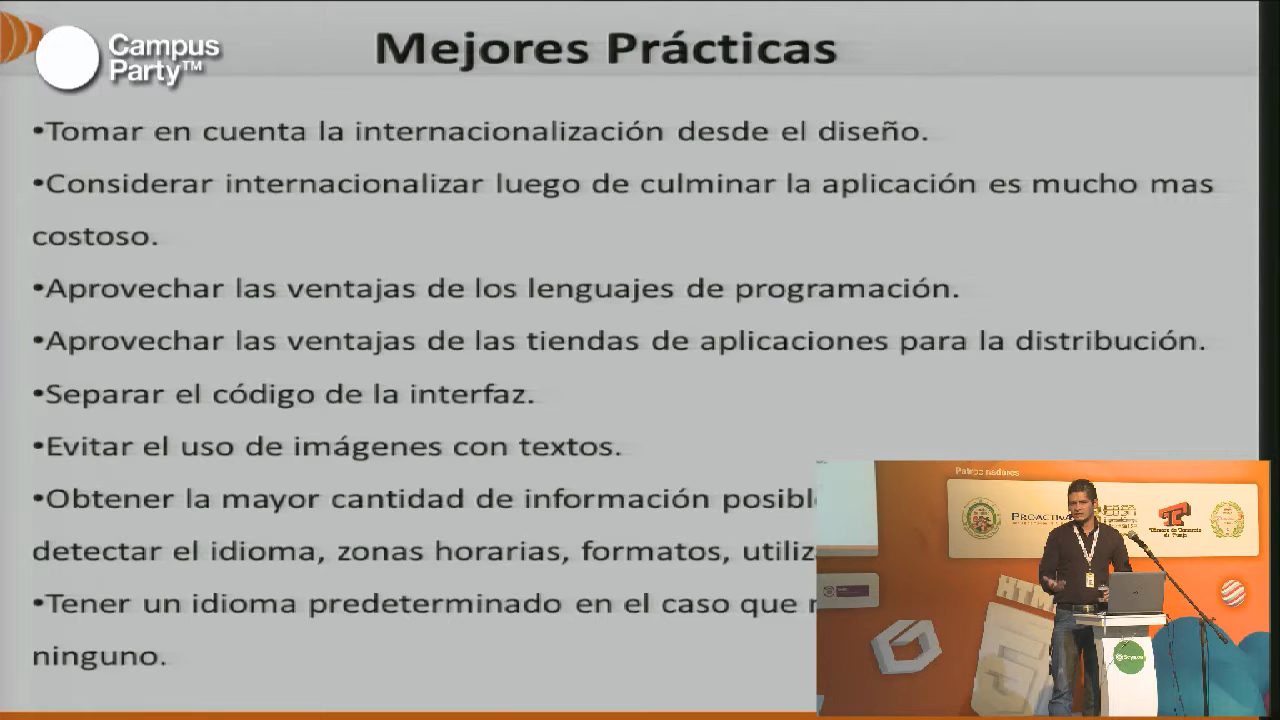 Campus
Party™
Mejores Prácticas
•Tomar en cuenta la internacionalización desde el diseño.
•Considerar internacionalizar luego de culminar la aplicación es mucho mas
costoso.
•Aprovechar las ventajas de los lenguajes de programación.
•Aprovechar las ventajas de las tiendas de aplicaciones para la distribución.
•Separar el código de la interfaz.
•Evitar el uso de imágenes con textos.
•Obtener la mayor cantidad de información
detectar el idioma, zonas horarias, formatos,
•Tener un idioma predeterminado en el caso que
ninguno.
Patrocinadores
PROACTIVA